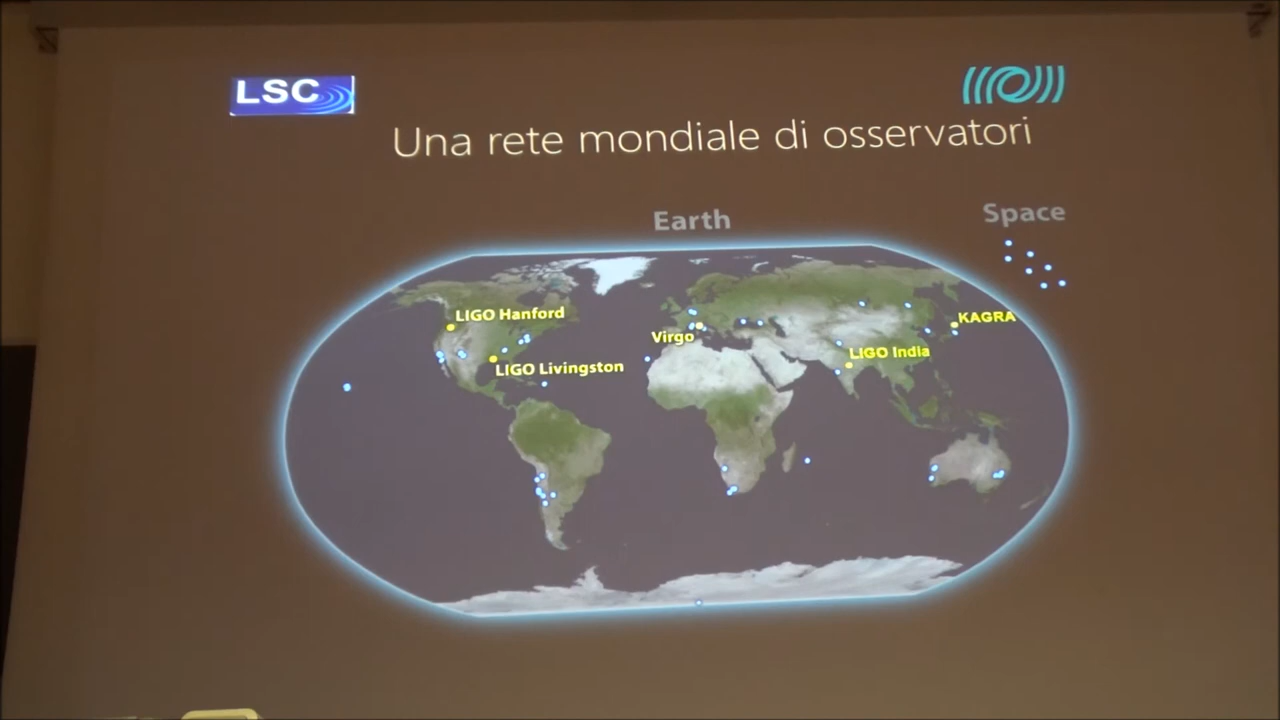 LSC
Una rete mondiale di osservatori
Earth
Space
LIGO Hanford
KAGRA
Virgo
LIGO India
LIGO Livingston